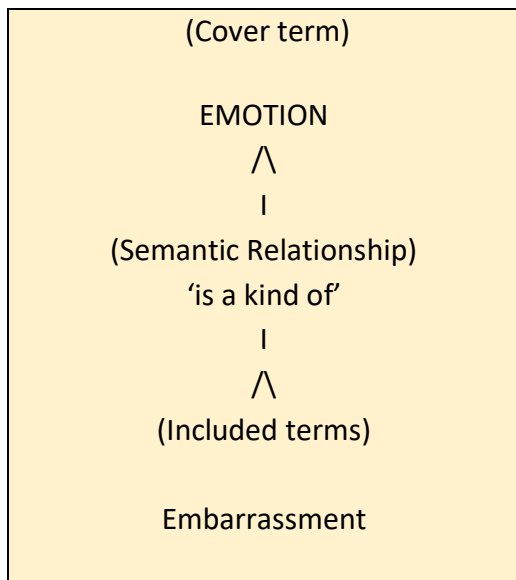 (Cover term)
EMOTION
/\
I
(Semantic Relationship)
‘is a kind of’
I
/\
(Included terms)
Embarrassment